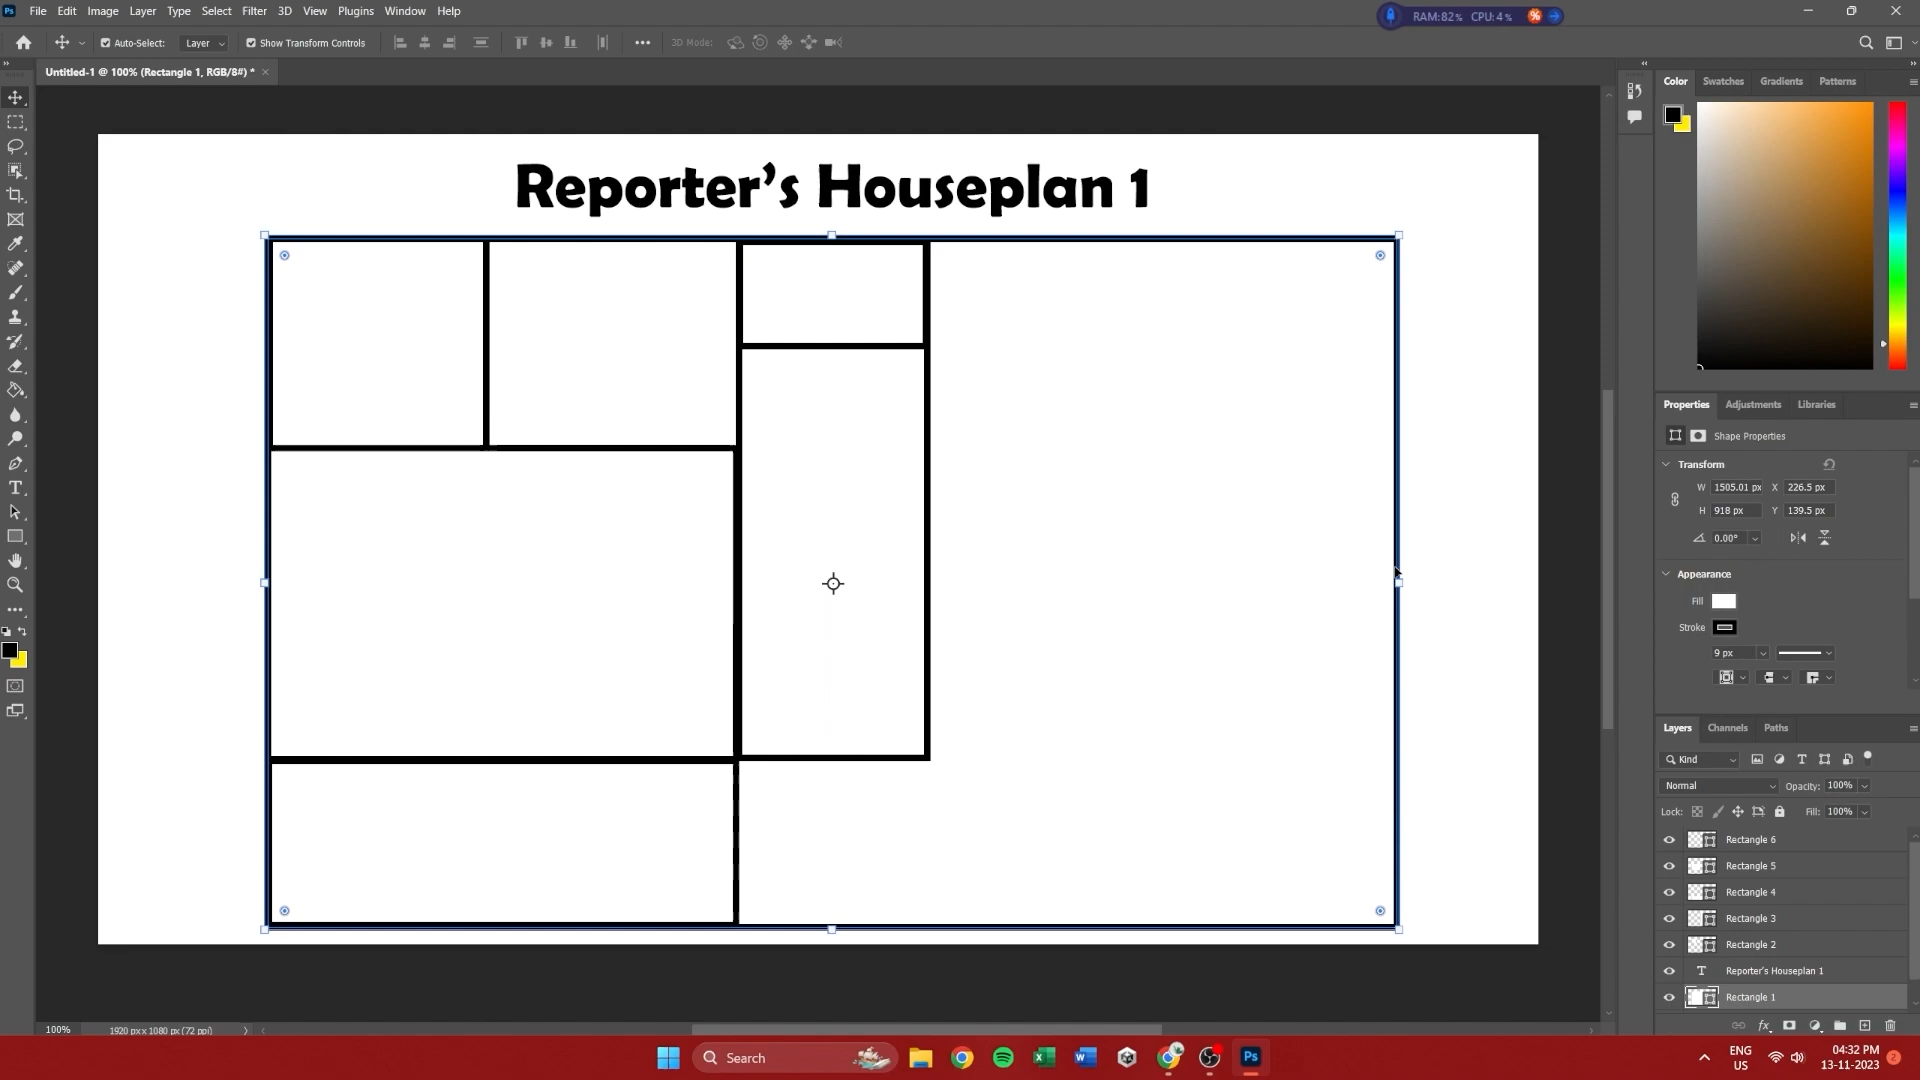 Ps File Edit Image Layer Type Select Filter 3D View Plugins Window Help
RAM:82% CPU:4% %
Auto-Select: Layer Show Transform Controls 3D Mode:
Untitled-1 @ 100% (Rectangle 1, RGB/8#) *
Color Swatches Gradients Patterns
Reporter's Houseplan 1
Properties Adjustments Libraries
Shape Properties
Transform
W 1505.01 px X 226.5 px
H 918 px Y 139.5 px
0.00°
Appearance
Fill
Stroke
9 px
Layers Channels Paths
Kind
Normal Opacity: 100%
Lock: Fill: 100%
Rectangle 6
Rectangle 5
Rectangle 4
Rectangle 3
Rectangle 2
T Reporter's Houseplan 1
Rectangle 1
fx
100% 1920 px x 1080 px (72 ppi)
Search
Ps
ENG
US
04:32 PM
13-11-2023
2